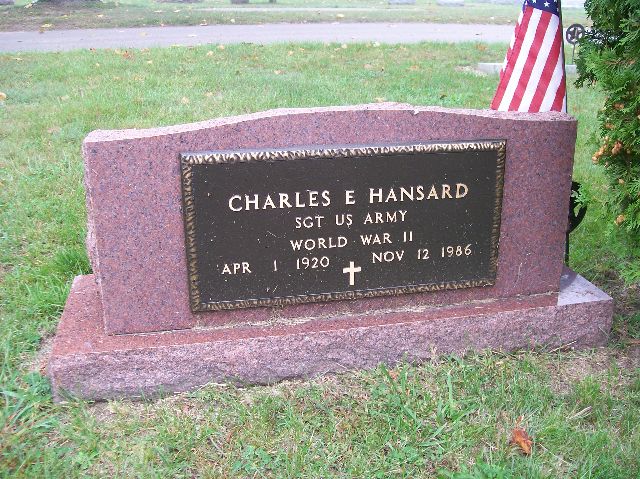 CHARLES E HANSARD
SGT US ARMY
WORLD WAR II
APR 1 1920 NOV 12 1986